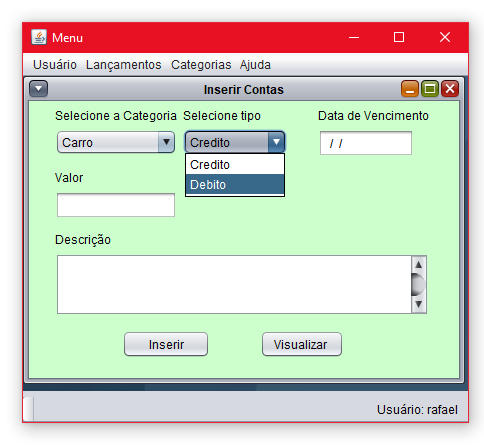 Menu
Usuário Lançamentos Categorias Ajuda
Inserir Contas
Selecione a Categoria Selecione tipo Data de Vencimento
Carro Credito / /
Credito
Valor
Debito
Descrição
Inserir Visualizar
Usuário: rafael